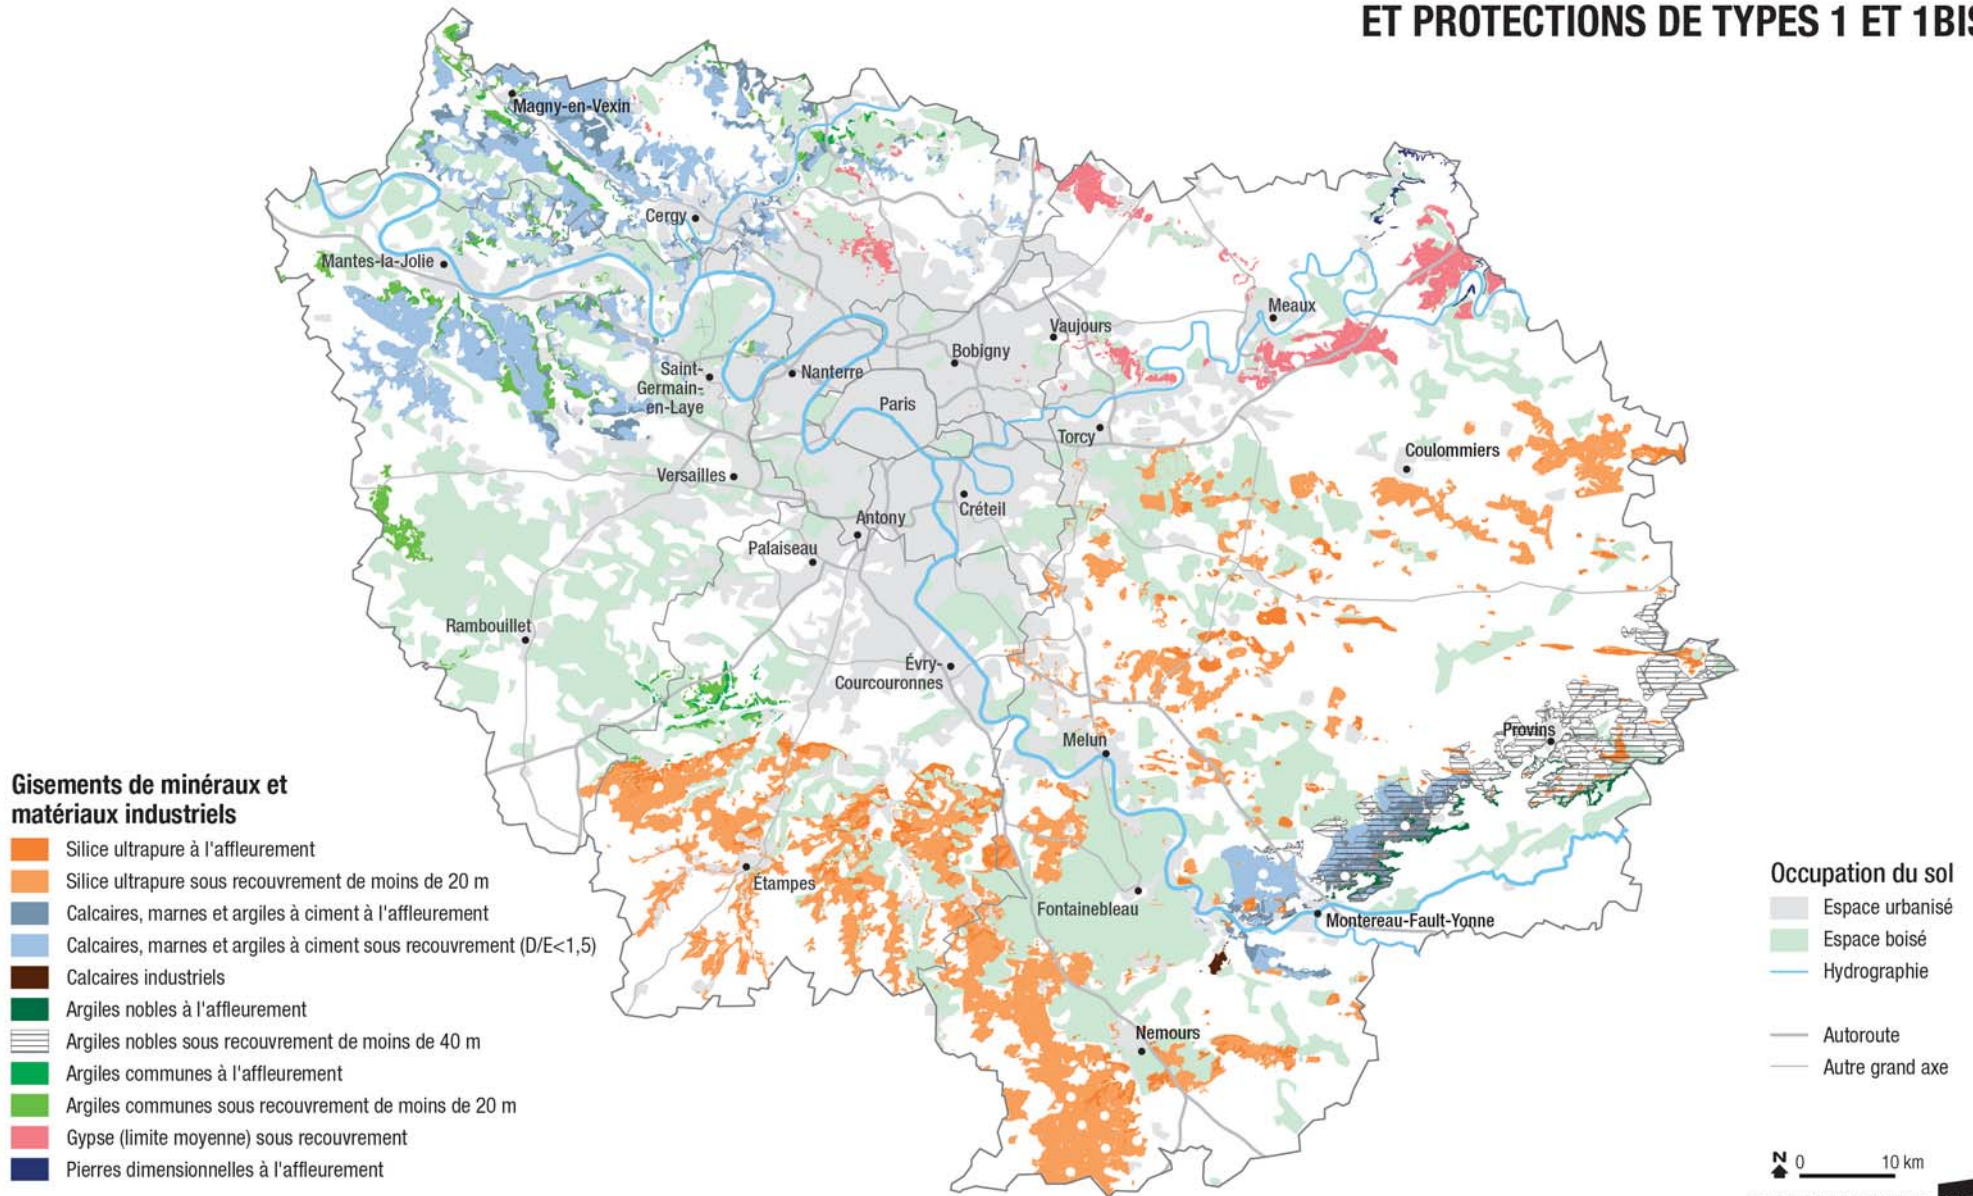 ET PROTECTIONS DE TYPES 1 ET 1BIS
Magny-en-Vexin
Cergy
Mantes-la-Jolie
Meaux
Vaujours
Bobigny
Saint-
Germain-
en-Laye
Nanterre
Paris
Torcy
Coulommiers
Versailles
Créteil
Antony
Palaiseau
Rambouillet
Évry-
Courcouronnes
Melun
Provins
Étampes
Fontainebleau
Montereau-Fault-Yonne
Nemours
Gisements de minéraux et
matériaux industriels
Silice ultrapure à l'affleurement
Silice ultrapure sous recouvrement de moins de 20 m
Calcaires, marnes et argiles à ciment à l'affleurement
Calcaires, marnes et argiles à ciment sous recouvrement (D/E<1,5)
Calcaires industriels
Argiles nobles à l'affleurement
Argiles nobles sous recouvrement de moins de 40 m
Argiles communes à l'affleurement
Argiles communes sous recouvrement de moins de 20 m
Gypse (limite moyenne) sous recouvrement
Pierres dimensionnelles à l'affleurement
Occupation du sol
Espace urbanisé
Espace boisé
Hydrographie
Autoroute
Autre grand axe
N 0 10 km